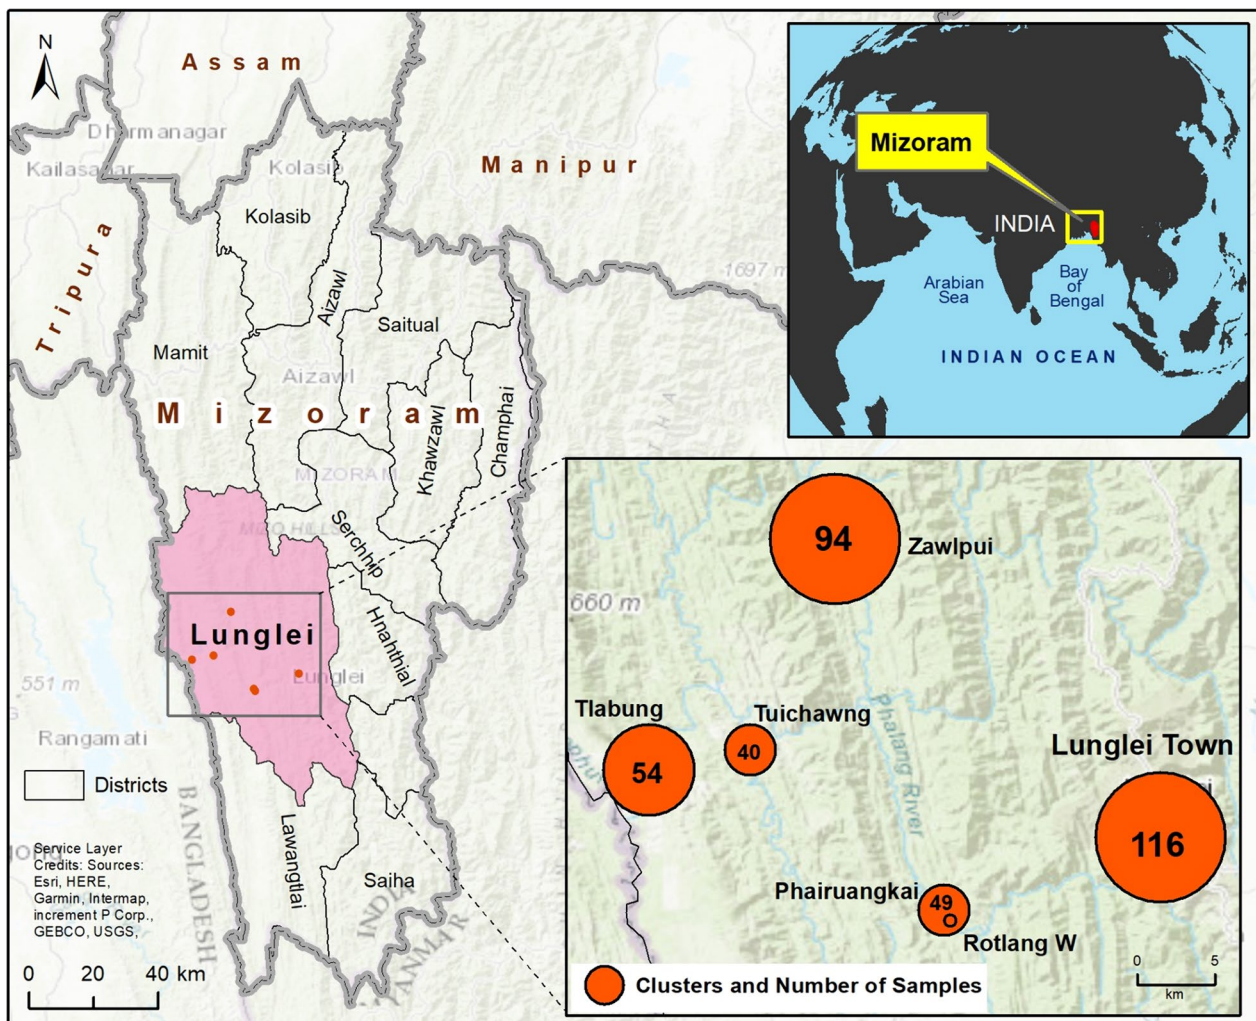 N
Assam
Dharmanagar
Kailasahar
Kolasib
Kolasib
Manipur
Tripura
Aizawl
1697 m
Saitual
Mamit
Aizawl
Mizoram
Khawzawl
Champhai
MIZORAM
MIZO HILLS
Serchhip
Hnahthial
Lunglei
Lunglei
551 m
Rangamati
Districts
BANGLADESH
Lawangtlai
Saiha
INDIA
Service Layer
Credits: Sources:
Esri, HERE,
Garmin, Intermap,
increment P Corp.,
GEBCO, USGS,
0 20 40 km
Mizoram
INDIA
Arabian
Sea
Bay
of
Bengal
INDIAN OCEAN
94
Zawlpui
660 m
Tlabung
54
Tuichawng
40
Phalang River
Lunglei Town
116
Phairuangkai
49
Rotlang W
Clusters and Number of Samples
0 5
km